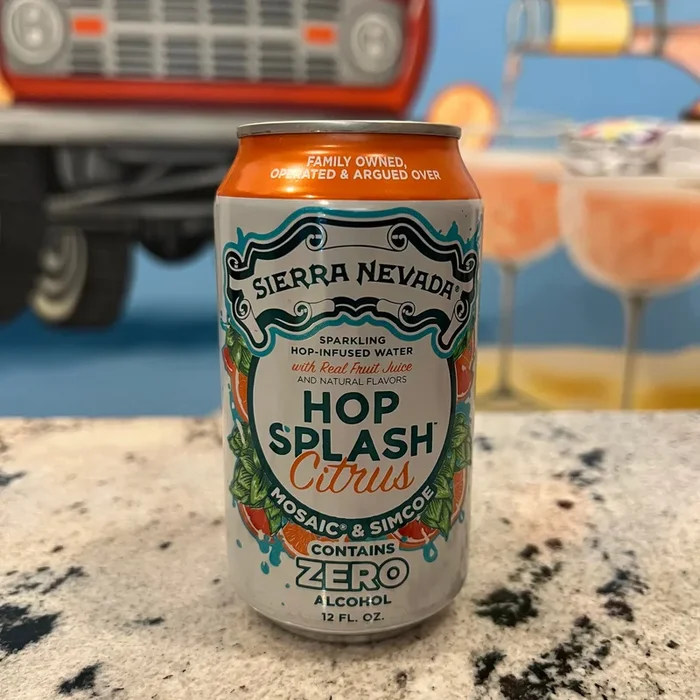 FAMILY OWNED,
OPERATED & ARGUED OVER
SIERRA NEVADA®
SPARKLING
HOP-INFUSED WATER
with Real Fruit Juice
AND NATURAL FLAVORS
HOP
SPLASH™
Citrus
MOSAIC® & SIMCOE
CONTAINS
ZERO
ALCOHOL
12 FL. OZ.